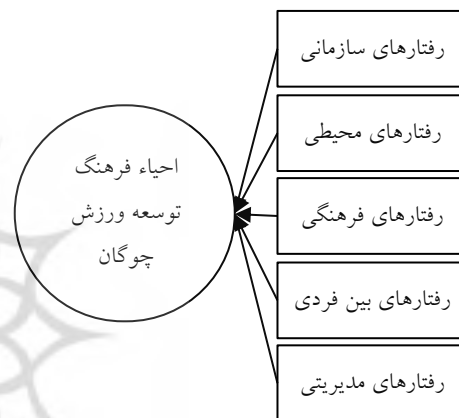 رفتارهای سازمانی
رفتارهای محیطی
رفتارهای فرهنگی
رفتارهای بین فردی
رفتارهای مدیریتی
احیاء فرهنگ
توسعه ورزش
چوگان